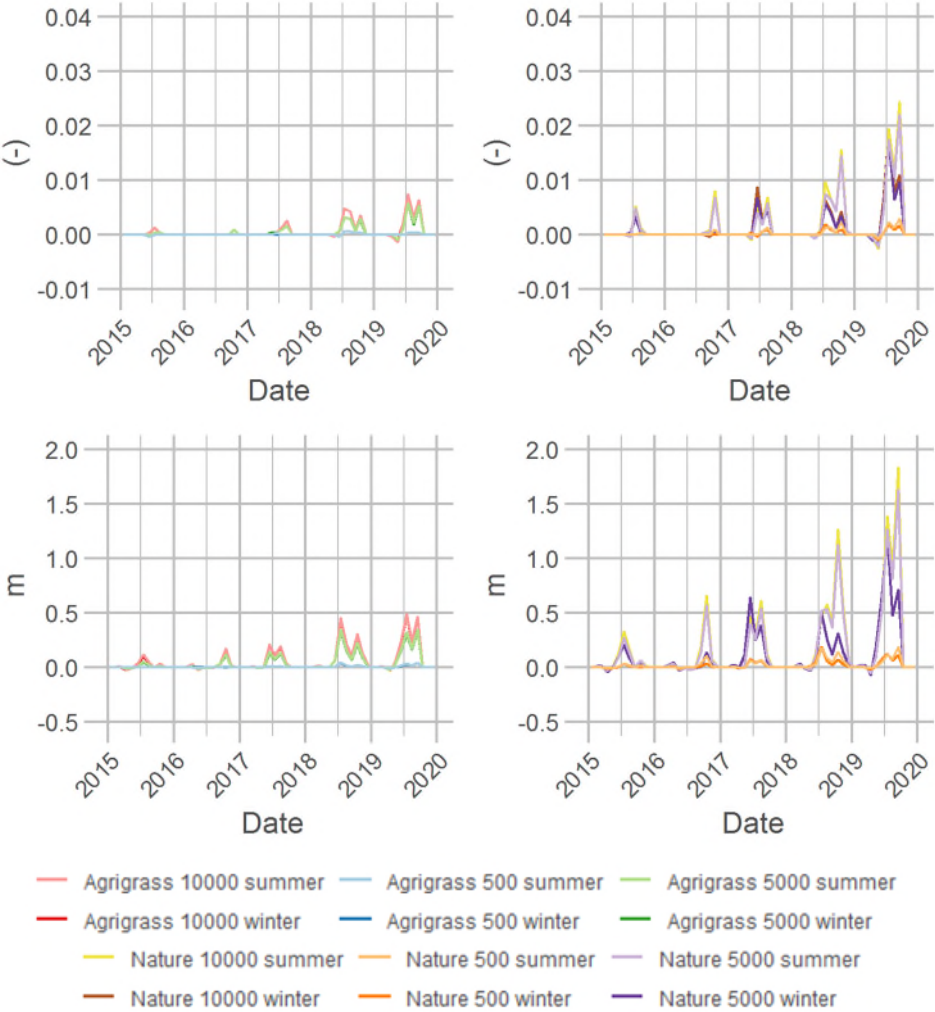 0.04
0.03
0.02
0.01
0.00
-0.01
(-)
2015 2016 2017 2018 2019 2020
Date
0.04
0.03
0.02
0.01
0.00
-0.01
(-)
2015 2016 2017 2018 2019 2020
Date
2.0
1.5
1.0
0.5
0.0
-0.5
m
2015 2016 2017 2018 2019 2020
Date
2.0
1.5
1.0
0.5
0.0
-0.5
m
2015 2016 2017 2018 2019 2020
Date
Agrigrass 10000 summer Agrigrass 500 summer Agrigrass 5000 summer
Agrigrass 10000 winter Agrigrass 500 winter Agrigrass 5000 winter
Nature 10000 summer Nature 500 summer Nature 5000 summer
Nature 10000 winter Nature 500 winter Nature 5000 winter